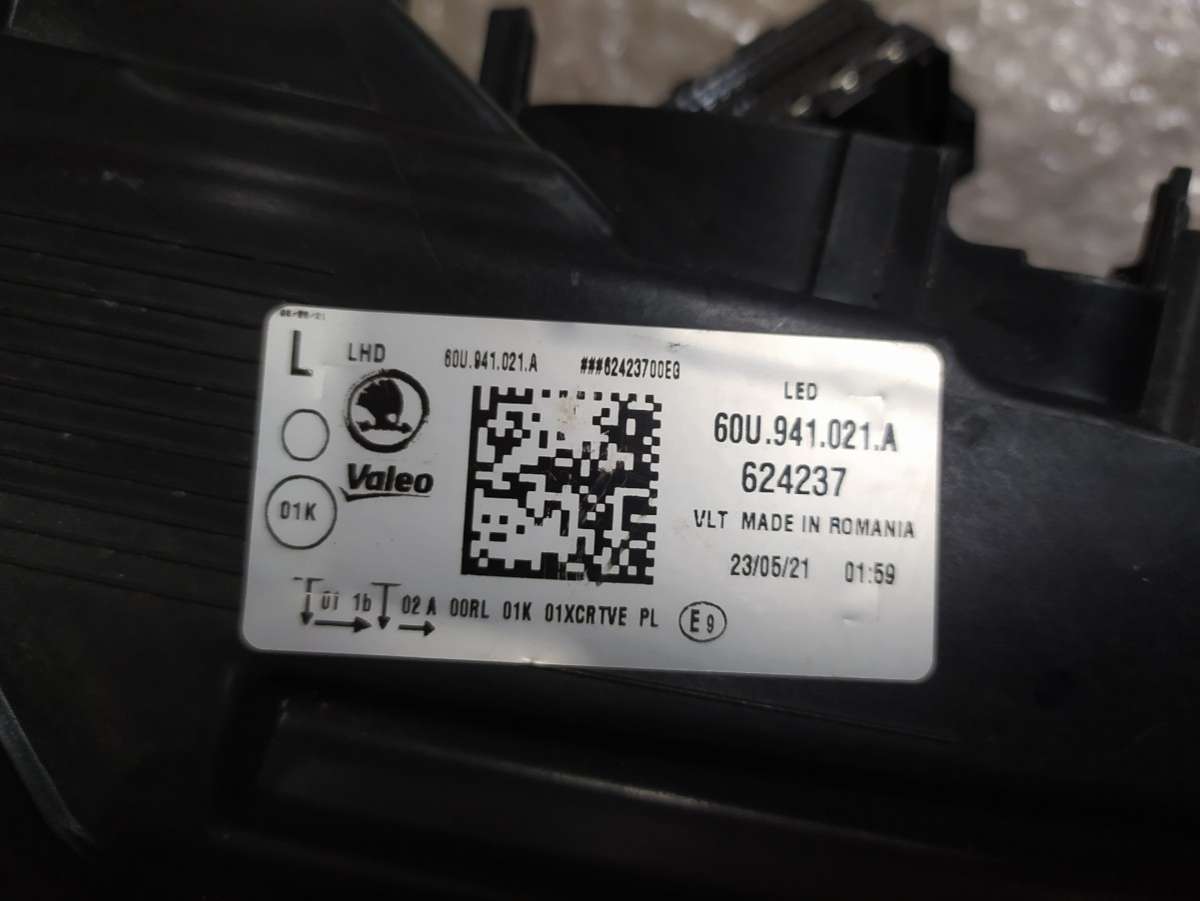 L LHD 60U.941.021.A ###62423700EG
LED
60U.941.021.A
Valeo
624237
01K
VLT MADE IN ROMANIA
23/05/21 01:59
01 1b 02 A 00RL 01K 01XCRTVE PL E9